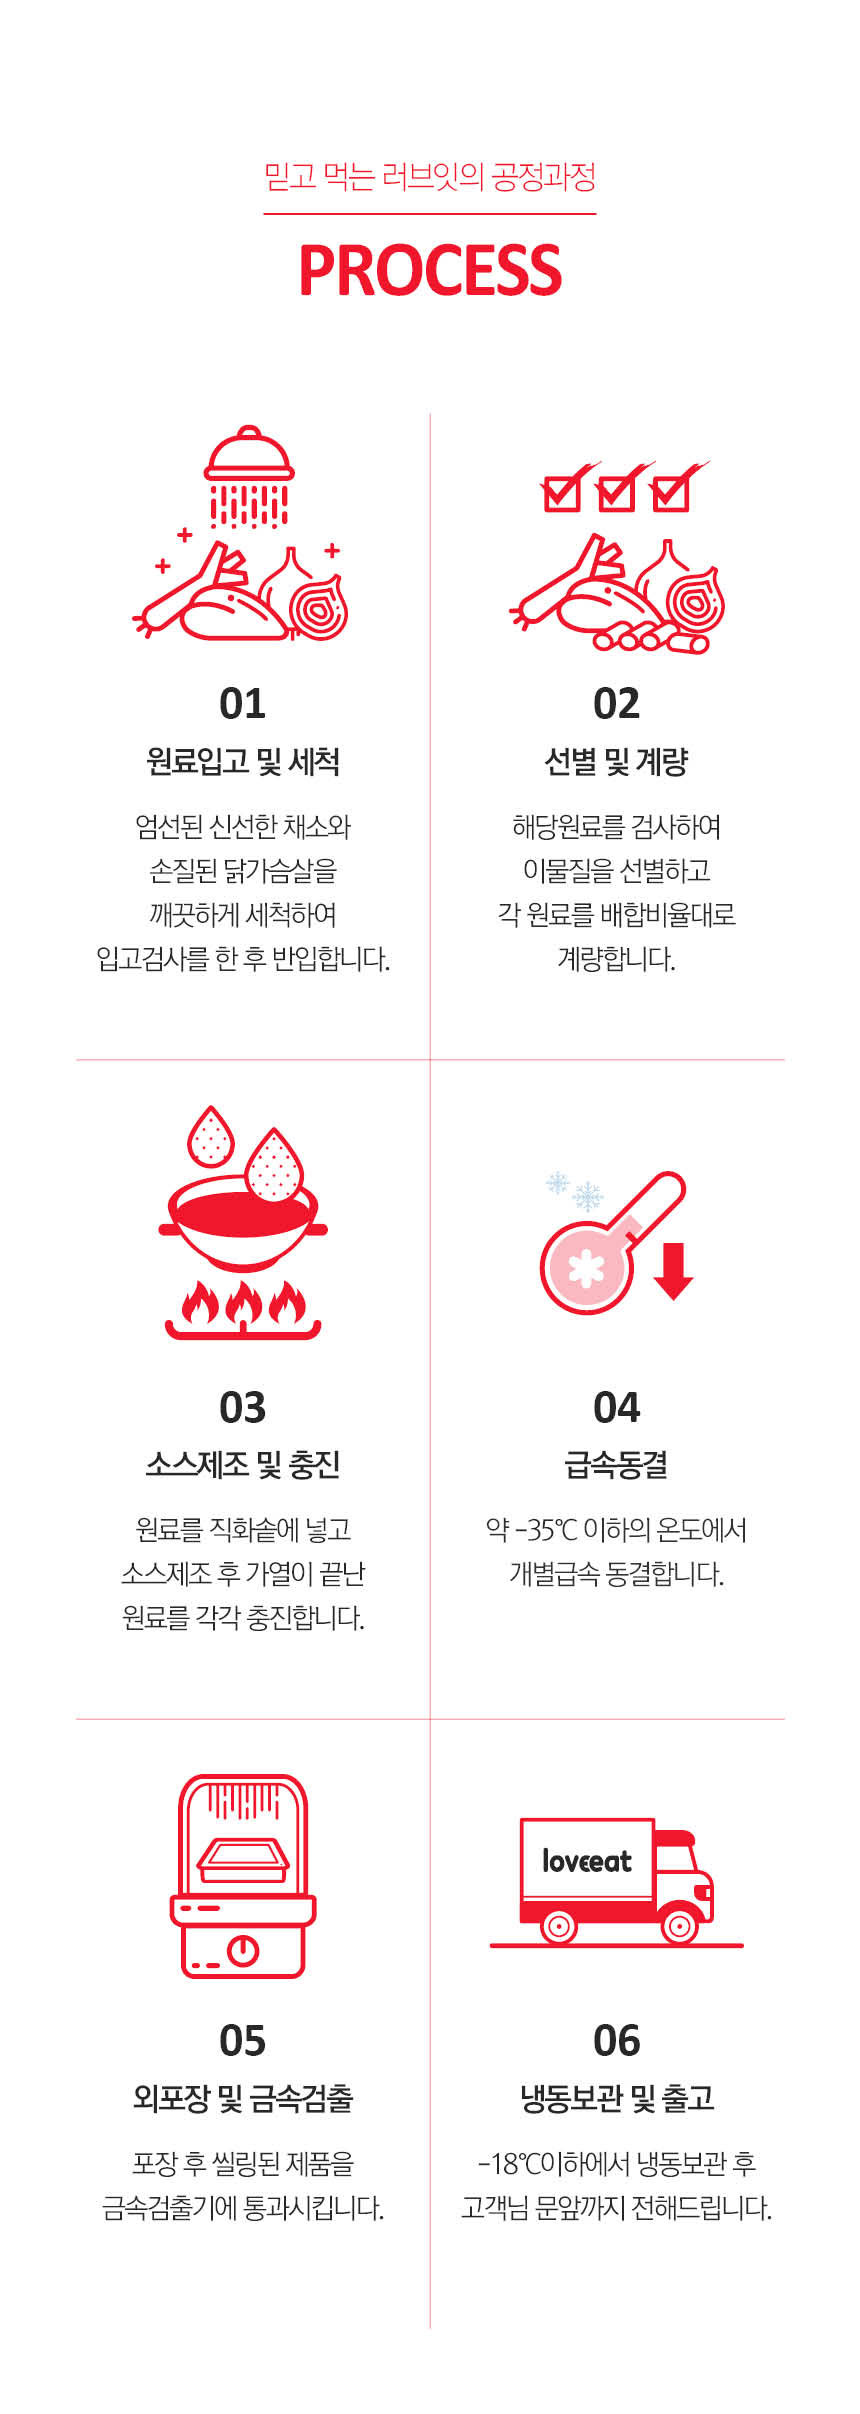 믿고 먹는 러브잇의 공정과정
PROCESS
01
원료입고 및 세척
엄선된 신선한 채소와
손질된 닭가슴살을
깨끗하게 세척하여
입고검사를 한 후 반입합니다.
02
선별 및 계량
해당원료를 검사하여
이물질을 선별하고
각 원료를 배합비율대로
계량합니다.
03
소스제조 및 충진
원료를 직화솥에 넣고
소스제조 후 가열이 끝난
원료를 각각 충진합니다.
04
급속동결
약 -35℃ 이하의 온도에서
개별급속 동결합니다.
05
외포장 및 금속검출
포장 후 씰링된 제품을
금속검출기에 통과시킵니다.
loveeat
06
냉동보관 및 출고
-18℃이하에서 냉동보관 후
고객님 문앞까지 전해드립니다.